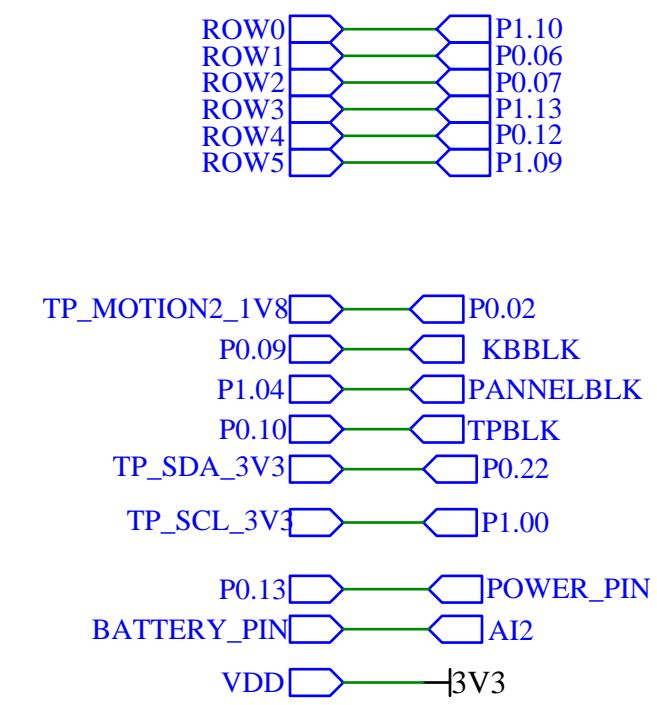 ROW0 P1.10
ROW1 P0.06
ROW2 P0.07
ROW3 P1.13
ROW4 P0.12
ROW5 P1.09
TP_MOTION2_1V8 P0.02
P0.09 KBBLK
P1.04 PANNELBLK
P0.10 TPBLK
TP_SDA_3V3 P0.22
TP_SCL_3V3 P1.00
P0.13 POWER_PIN
BATTERY_PIN AI2
VDD 3V3